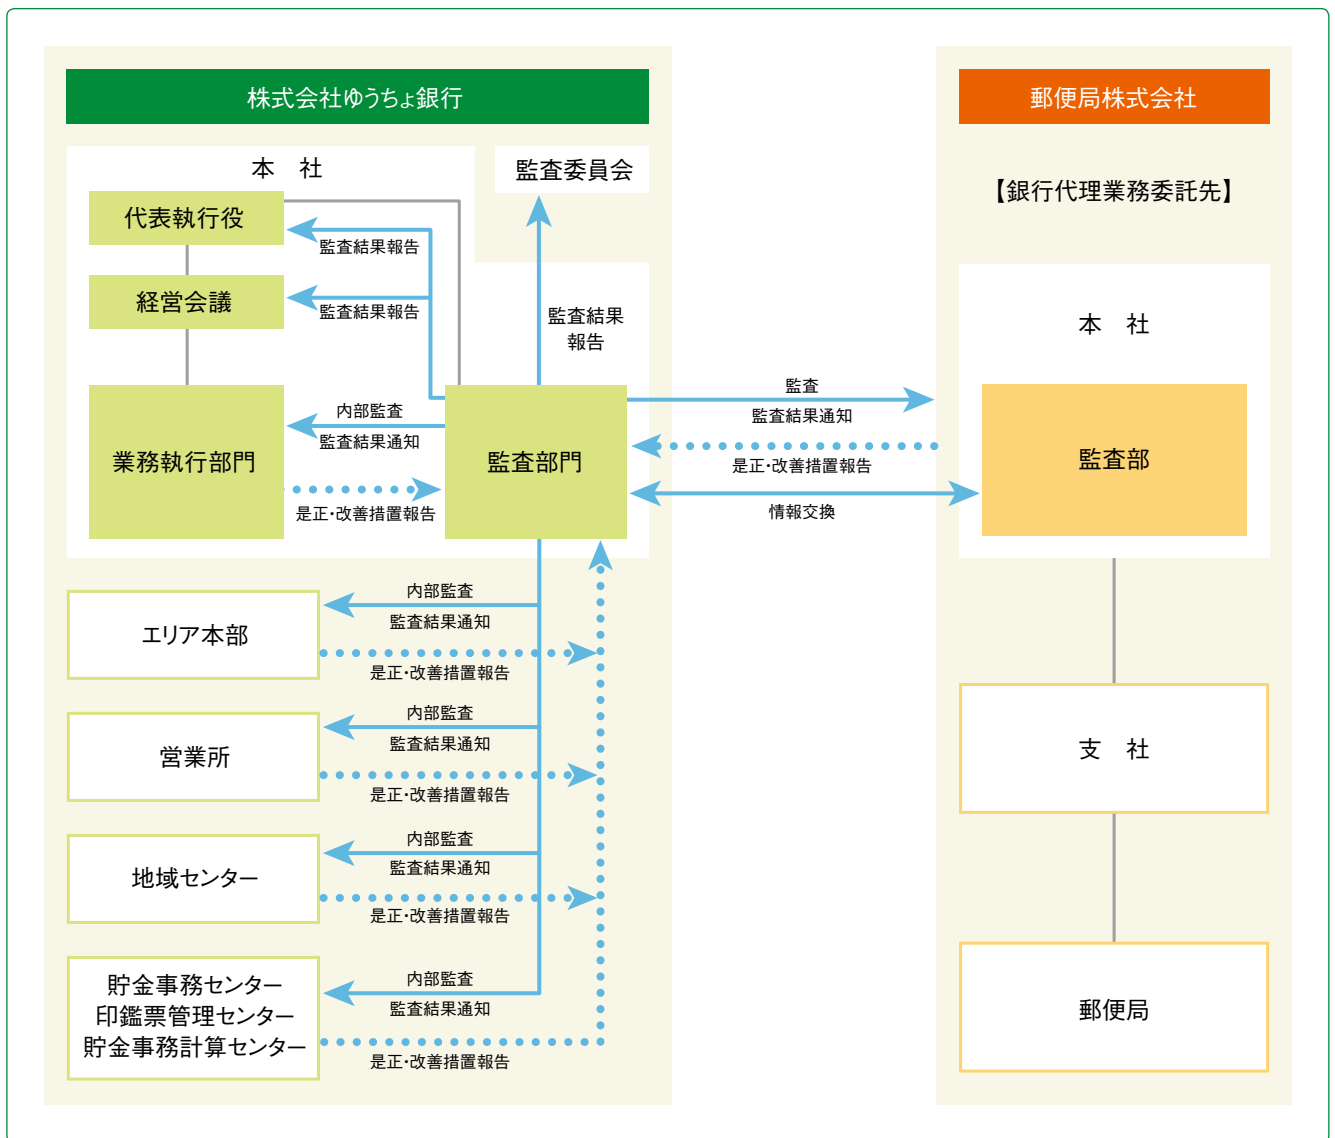 株式会社ゆうちょ銀行
本　社
監査委員会
代表執行役
監査結果報告
経営会議
監査結果報告
監査結果
報告
業務執行部門
内部監査
監査結果通知
是正・改善措置報告
監査部門
エリア本部
内部監査
監査結果通知
是正・改善措置報告
営業所
内部監査
監査結果通知
是正・改善措置報告
地域センター
内部監査
監査結果通知
是正・改善措置報告
貯金事務センター
印鑑票管理センター
貯金事務計算センター
内部監査
監査結果通知
是正・改善措置報告
監査
監査結果通知
是正・改善措置報告
情報交換
郵便局株式会社
【銀行代理業務委託先】
本　社
監査部
支　社
郵便局